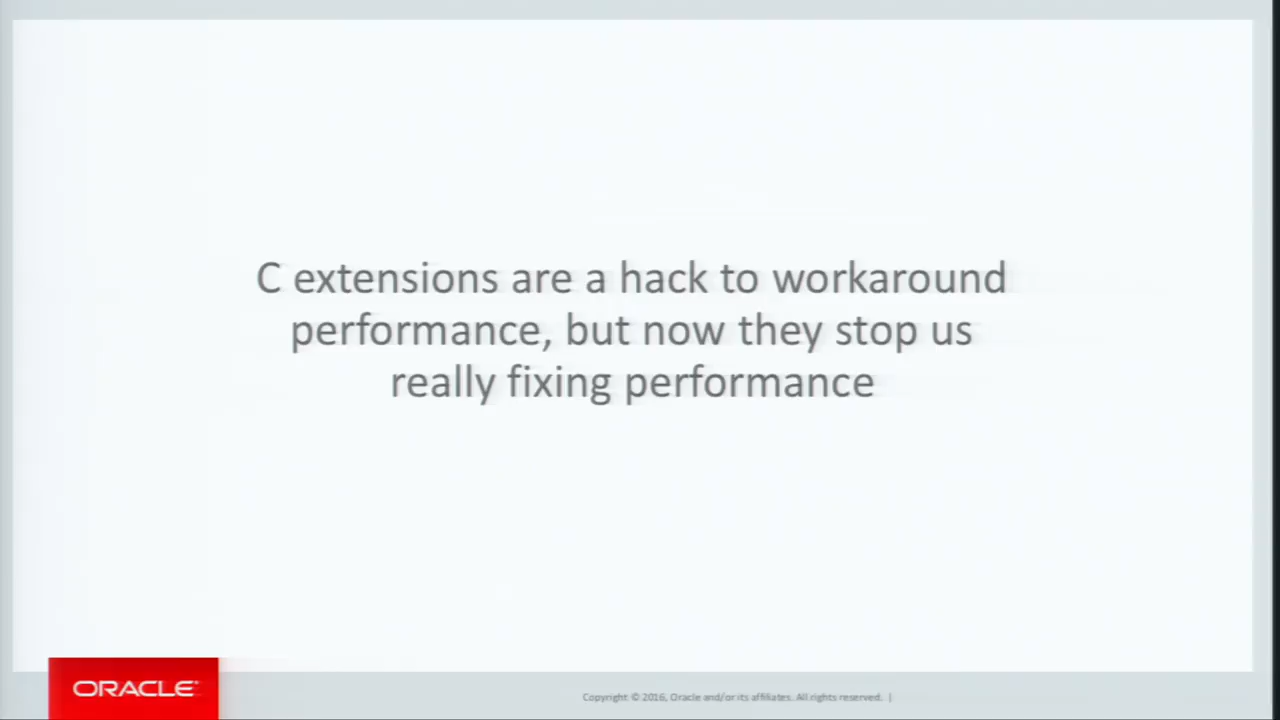 C extensions are a hack to workaround
performance, but now they stop us
really fixing performance
ORACLE
Copyright © 2016, Oracle and/or its affiliates. All rights reserved. |